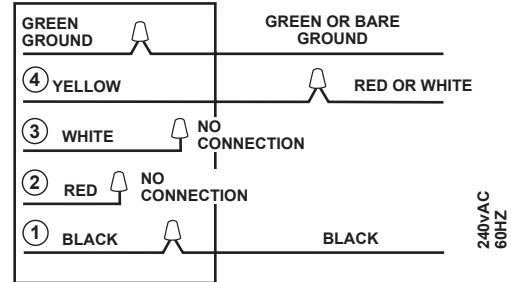 GREEN
GROUND
GREEN OR BARE
GROUND
4 YELLOW
RED OR WHITE
3 WHITE
NO
CONNECTION
2 RED
NO
CONNECTION
1 BLACK
BLACK
240vAC
60HZ